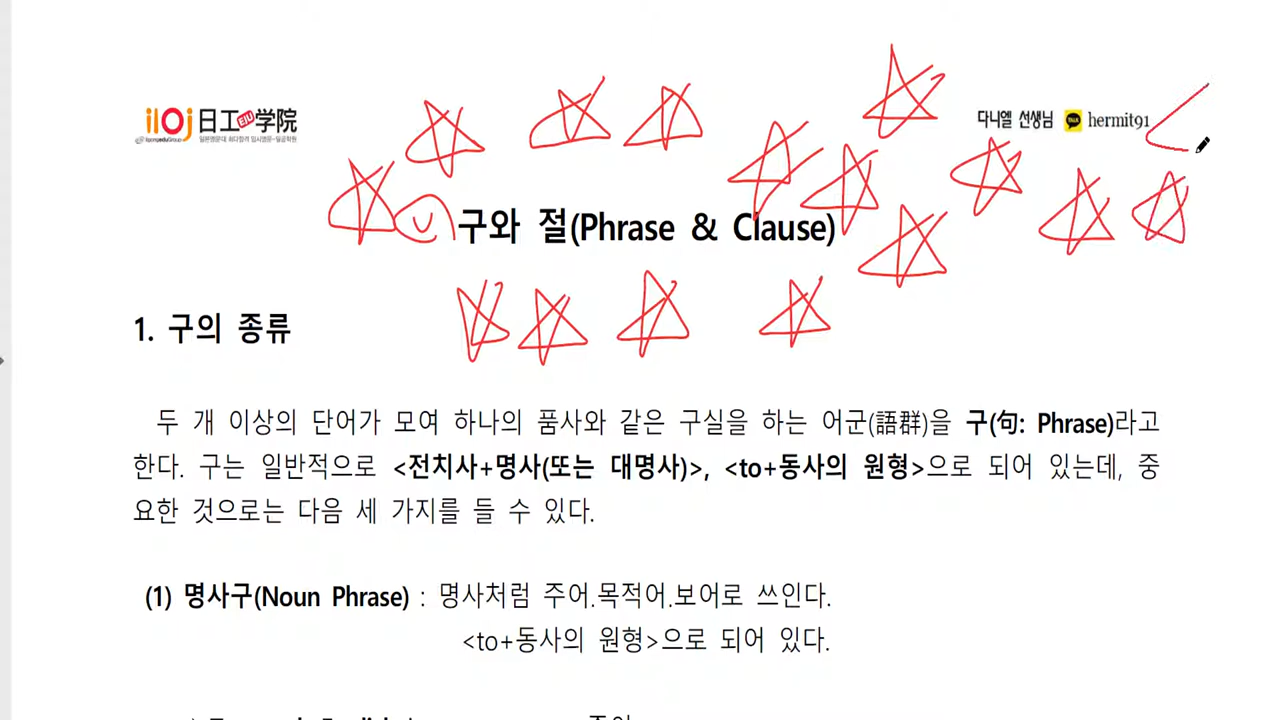 iloj 日工 EJU 学院
다니엘 선생님 TALK hermit91
구와 절(Phrase & Clause)
1. 구의 종류
두 개 이상의 단어가 모여 하나의 품사와 같은 구실을 하는 어군(語群)을 구(句: Phrase)라고
한다. 구는 일반적으로 <전치사+명사(또는 대명사)>, <to+동사의 원형>으로 되어 있는데, 중
요한 것으로는 다음 세 가지를 들 수 있다.
(1) 명사구(Noun Phrase) : 명사처럼 주어.목적어.보어로 쓰인다.
<to+동사의 원형>으로 되어 있다.